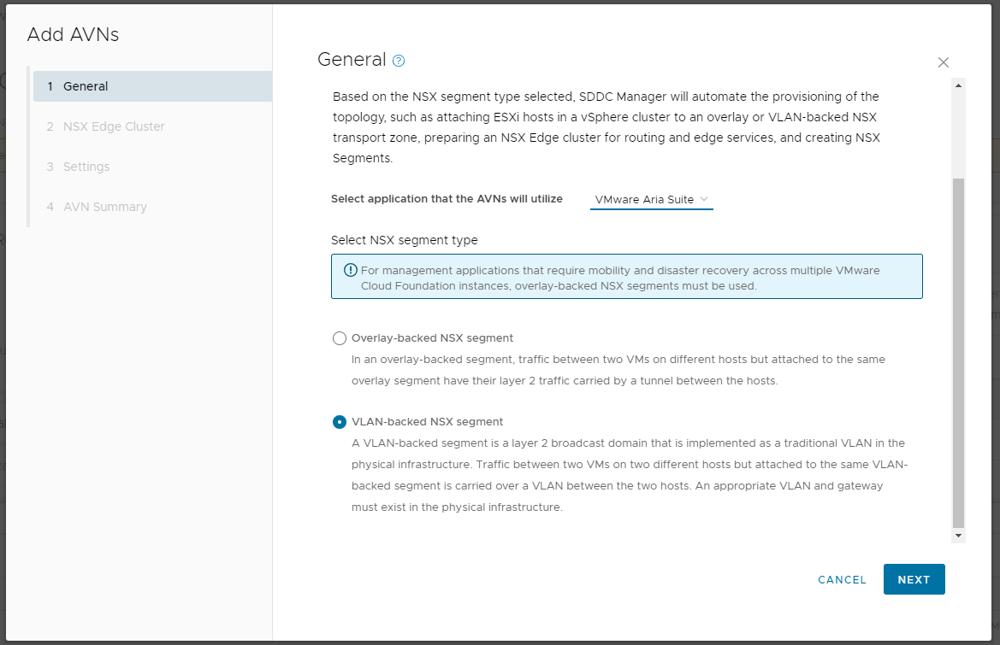 Add AVNs
1 General
2 NSX Edge Cluster
3 Settings
4 AVN Summary
General ?
Based on the NSX segment type selected, SDDC Manager will automate the provisioning of the
topology, such as attaching ESXi hosts in a vSphere cluster to an overlay or VLAN-backed NSX
transport zone, preparing an NSX Edge cluster for routing and edge services, and creating NSX
Segments.
Select application that the AVNs will utilize VMware Aria Suite
Select NSX segment type
For management applications that require mobility and disaster recovery across multiple VMware
Cloud Foundation instances, overlay-backed NSX segments must be used.
Overlay-backed NSX segment
In an overlay-backed segment, traffic between two VMs on different hosts but attached to the same
overlay segment have their layer 2 traffic carried by a tunnel between the hosts.
VLAN-backed NSX segment
A VLAN-backed segment is a layer 2 broadcast domain that is implemented as a traditional VLAN in the
physical infrastructure. Traffic between two VMs on two different hosts but attached to the same VLAN-
backed segment is carried over a VLAN between the two hosts. An appropriate VLAN and gateway
must exist in the physical infrastructure.
CANCEL NEXT